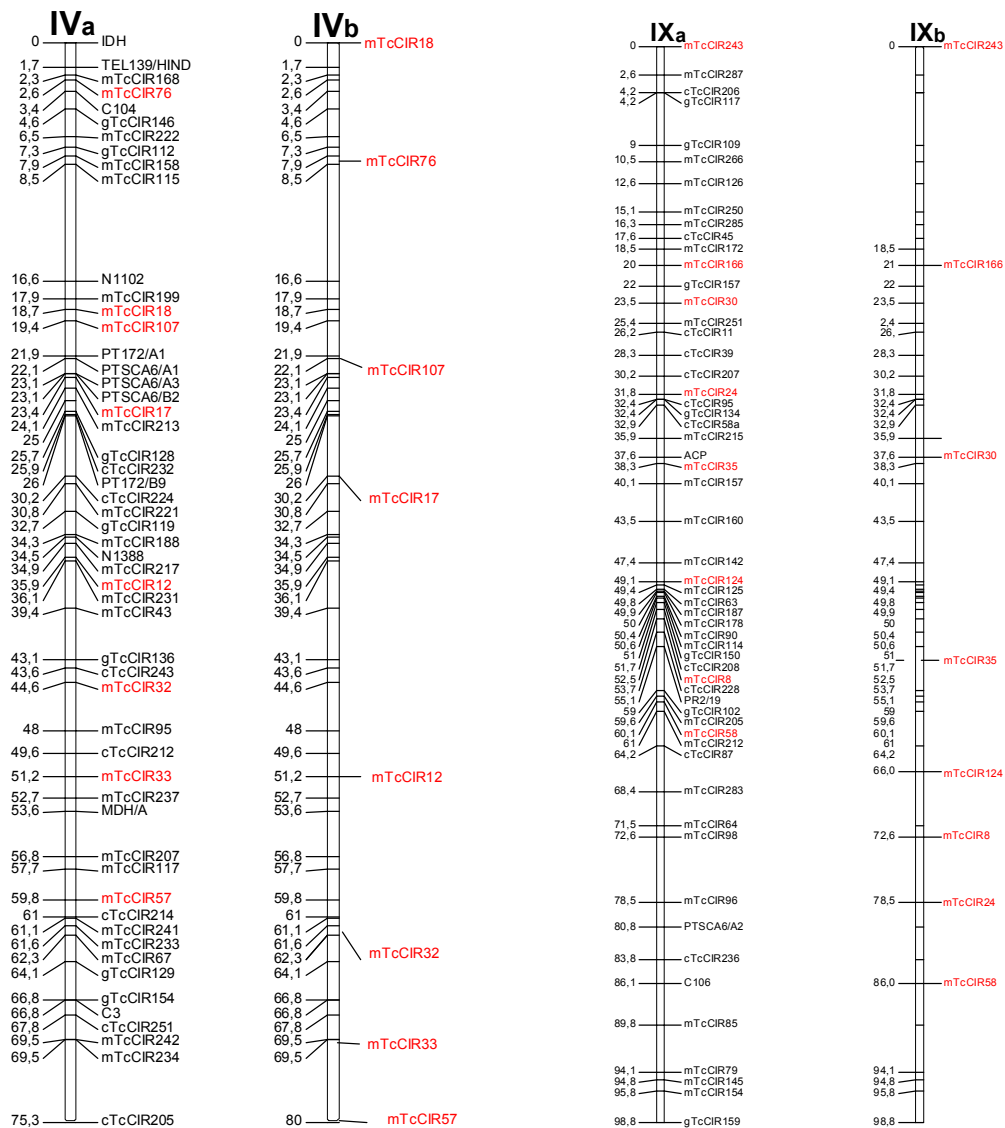 IVa
0 IDH
1,7 TEL139/HIND
2,3 mTcCIR168
2,6 mTcCIR76
3,4 C104
4,6 gTcCIR146
6,5 mTcCIR222
7,3 gTcCIR112
7,9 mTcCIR158
8,5 mTcCIR115
16,6 N1102
17,9 mTcCIR199
18,7 mTcCIR18
19,4 mTcCIR107
21,9 PT172/A1
22,1 PTSCA6/A1
23,1 PTSCA6/A3
23,1 PTSCA6/B2
23,4 mTcCIR17
24,1 mTcCIR213
25
25,7 gTcCIR128
25,9 cTcCIR232
26 PT172/B9
30,2 cTcCIR224
30,8 mTcCIR221
32,7 gTcCIR119
34,3 mTcCIR188
34,5 N1388
34,9 mTcCIR217
35,9 mTcCIR12
36,1 mTcCIR231
39,4 mTcCIR43
43,1 gTcCIR136
43,6 cTcCIR243
44,6 mTcCIR32
48 mTcCIR95
49,6 cTcCIR212
51,2 mTcCIR33
52,7 mTcCIR237
53,6 MDH/A
56,8 mTcCIR207
57,7 mTcCIR117
59,8 mTcCIR57
61 cTcCIR214
61,1 mTcCIR241
61,6 mTcCIR233
62,3 mTcCIR67
64,1 gTcCIR129
66,8 gTcCIR154
66,8 C3
67,8 cTcCIR251
69,5 mTcCIR242
69,5 mTcCIR234
75,3 cTcCIR205
IVb
0 mTcCIR18
1,7
2,3
2,6
3,4
4,6
6,5
7,3
7,9 mTcCIR76
8,5
16,6
17,9
18,7
19,4
21,9
22,1 mTcCIR107
23,1
23,1
23,4
24,1
25
25,7
25,9
26
30,2 mTcCIR17
30,8
32,7
34,3
34,9
35,9
36,1
39,4
43,1
43,6
44,6
48
49,6
51,2 mTcCIR12
52,7
53,6
56,8
57,7
59,8
61
61,1
61,6
62,3 mTcCIR32
64,1
66,8
66,8
67,8
69,5 mTcCIR33
69,5
80 mTcCIR57
IXa
0 mTcCIR243
2,6 mTcCIR287
4,2 cTcCIR206
4,2 gTcCIR117
9 gTcCIR109
10,5 mTcCIR266
12,6 mTcCIR126
15,1 mTcCIR250
16,3 mTcCIR285
17,6 cTcCIR45
18,5 mTcCIR172
20 mTcCIR166
22 gTcCIR157
23,5 mTcCIR30
25,4 mTcCIR251
26,2 cTcCIR11
28,3 cTcCIR39
30,2 cTcCIR207
31,8 mTcCIR24
32,4 cTcCIR95
32,4 gTcCIR134
32,9 cTcCIR58a
35,9 mTcCIR215
37,6 ACP
38,3 mTcCIR35
40,1 mTcCIR157
43,5 mTcCIR160
47,4 mTcCIR142
49,1 mTcCIR124
49,4 mTcCIR125
49,8 mTcCIR63
49,9 mTcCIR187
50 mTcCIR178
50,4 mTcCIR90
50,6 mTcCIR114
51 gTcCIR150
51,7 cTcCIR208
52,5 mTcCIR8
53,7 cTcCIR228
55,1 PR2/19
59 gTcCIR102
59,6 mTcCIR205
60,1 mTcCIR58
61 mTcCIR212
64,2 cTcCIR87
68,4 mTcCIR283
71,5 mTcCIR64
72,6 mTcCIR98
78,5 mTcCIR96
80,8 PTSCA6/A2
83,8 cTcCIR236
86,1 C106
89,8 mTcCIR85
94,1 mTcCIR79
94,8 mTcCIR145
95,8 mTcCIR154
98,8 gTcCIR159
IXb
0 mTcCIR243
18,5
21 mTcCIR166
22
23,5
2,4
26,
28,3
30,2
31,8
32,4
32,4
32,9
35,9
37,6 mTcCIR30
38,3
40,1
43,5
47,4
49,1
49,4
49,8
49,9
50
50,4
50,6
51 mTcCIR35
51,7
52,5
53,7
55,1
59
59,6
60,1
61
64,2
66,0 mTcCIR124
72,6 mTcCIR8
78,5 mTcCIR24
86,0 mTcCIR58
94,1
94,8
95,8
98,8